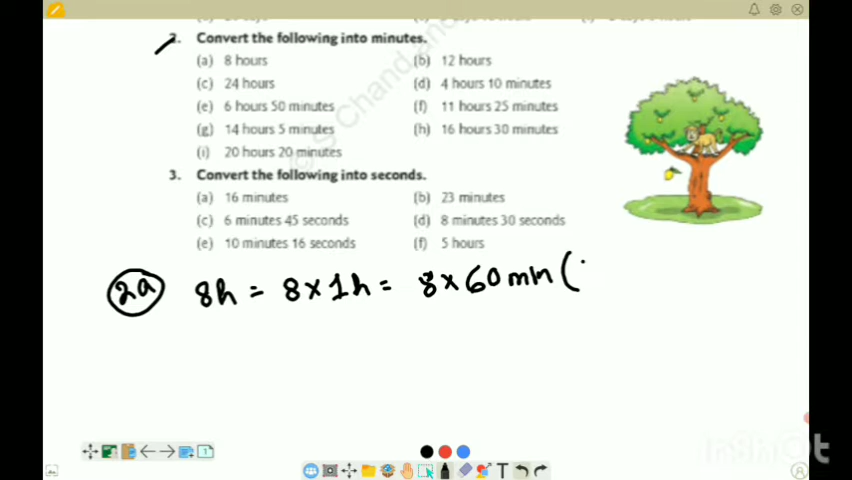 2. Convert the following into minutes.
(a) 8 hours (b) 12 hours
(c) 24 hours (d) 4 hours 10 minutes
(e) 6 hours 50 minutes (f) 11 hours 25 minutes
(g) 14 hours 5 minutes (h) 16 hours 30 minutes
(i) 20 hours 20 minutes
3. Convert the following into seconds.
(a) 16 minutes (b) 23 minutes
(c) 6 minutes 45 seconds (d) 8 minutes 30 seconds
(e) 10 minutes 16 seconds (f) 5 hours
2a 8h = 8 × 1h = 8 × 60 min (